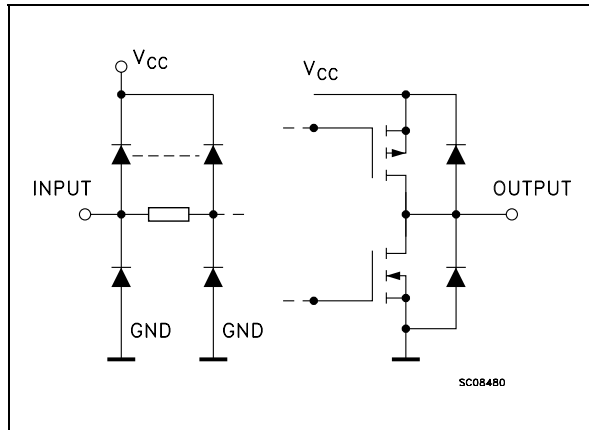 VCC
VCC
INPUT
OUTPUT
GND
GND
SC08480